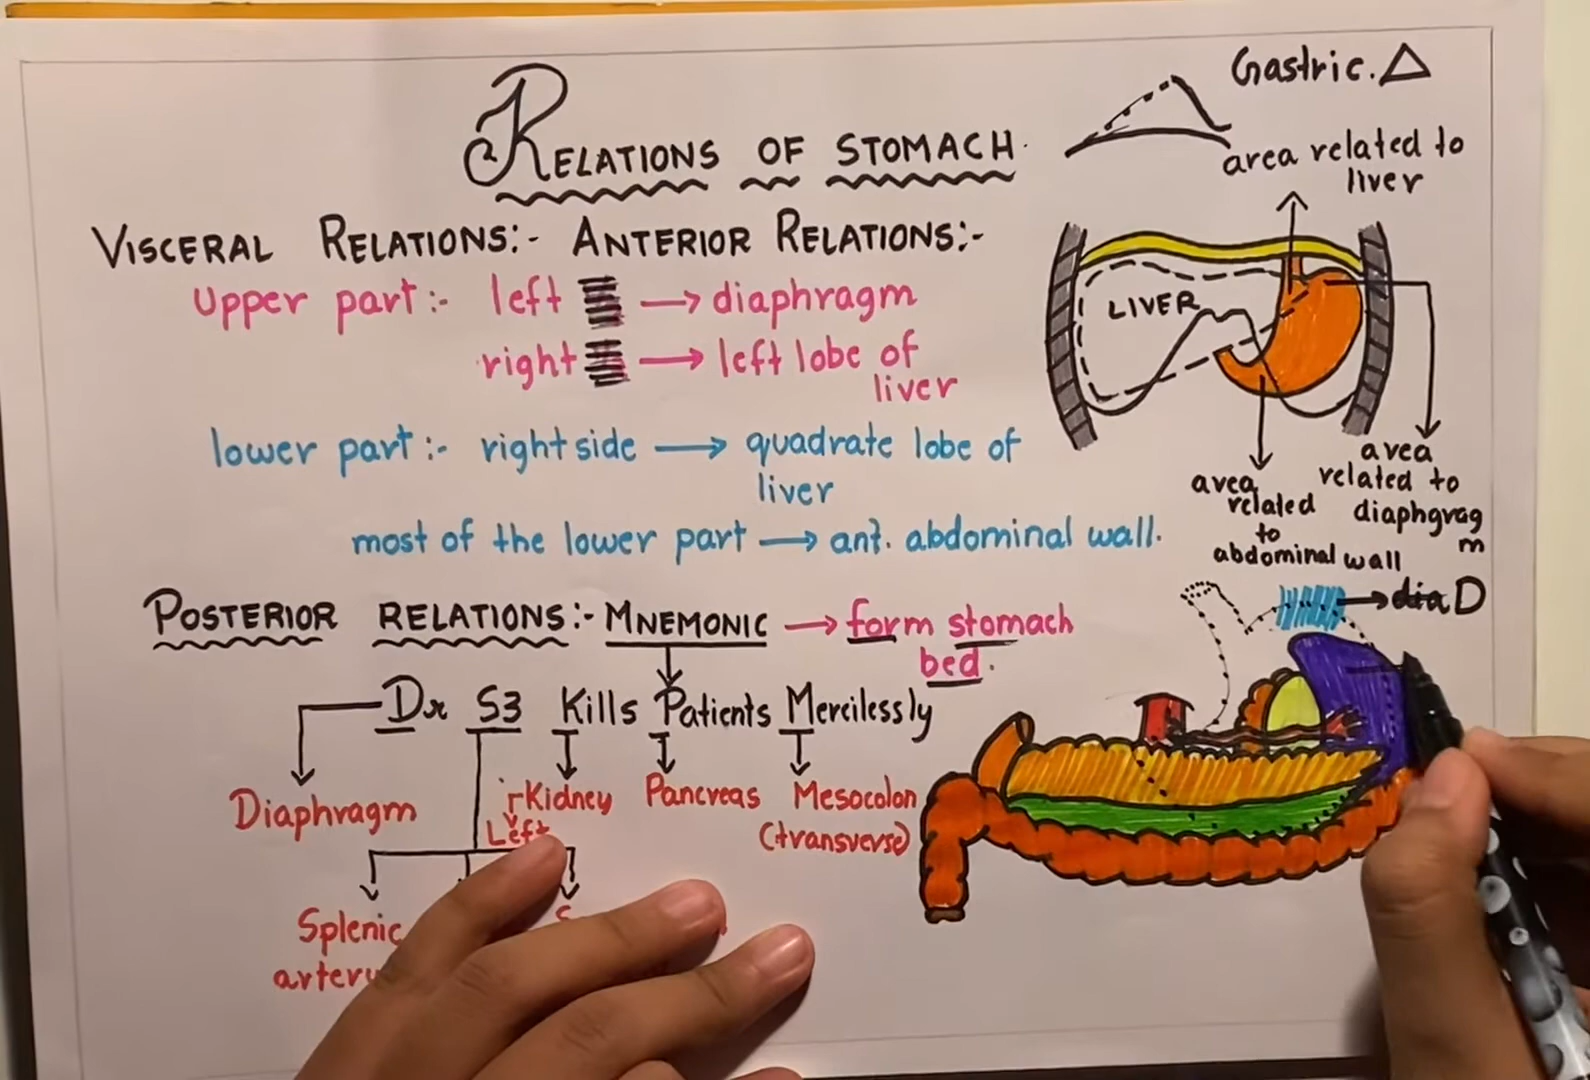 RELATIONS OF STOMACH.
VISCERAL RELATIONS:- ANTERIOR RELATIONS:-
Upper part:- left → diaphragm
right → left lobe of
liver
lower part:- right side → quadrate lobe of
liver
most of the lower part → ant. abdominal wall.
POSTERIOR RELATIONS:- MNEMONIC → form stomach
bed.
Dr S3 Kills Patients Mercilessly
Diaphragm
Kidney
Left
Pancreas
Mesocolon
(transverse)
Splenic
artery
S
Gastric. △
area related to
liver
LIVER
area
related
to
abdominal wall
area
related to
diaphgrag
m
→ dia D